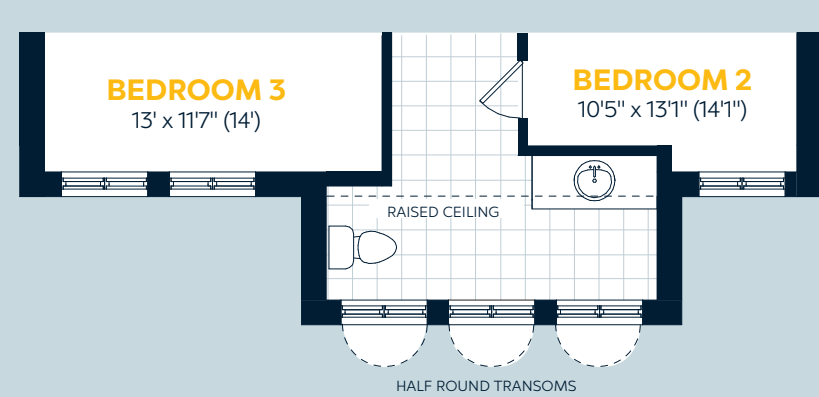 BEDROOM 3
13' x 11'7" (14')
BEDROOM 2
10'5" x 13'1" (14'1")
RAISED CEILING
HALF ROUND TRANSOMS